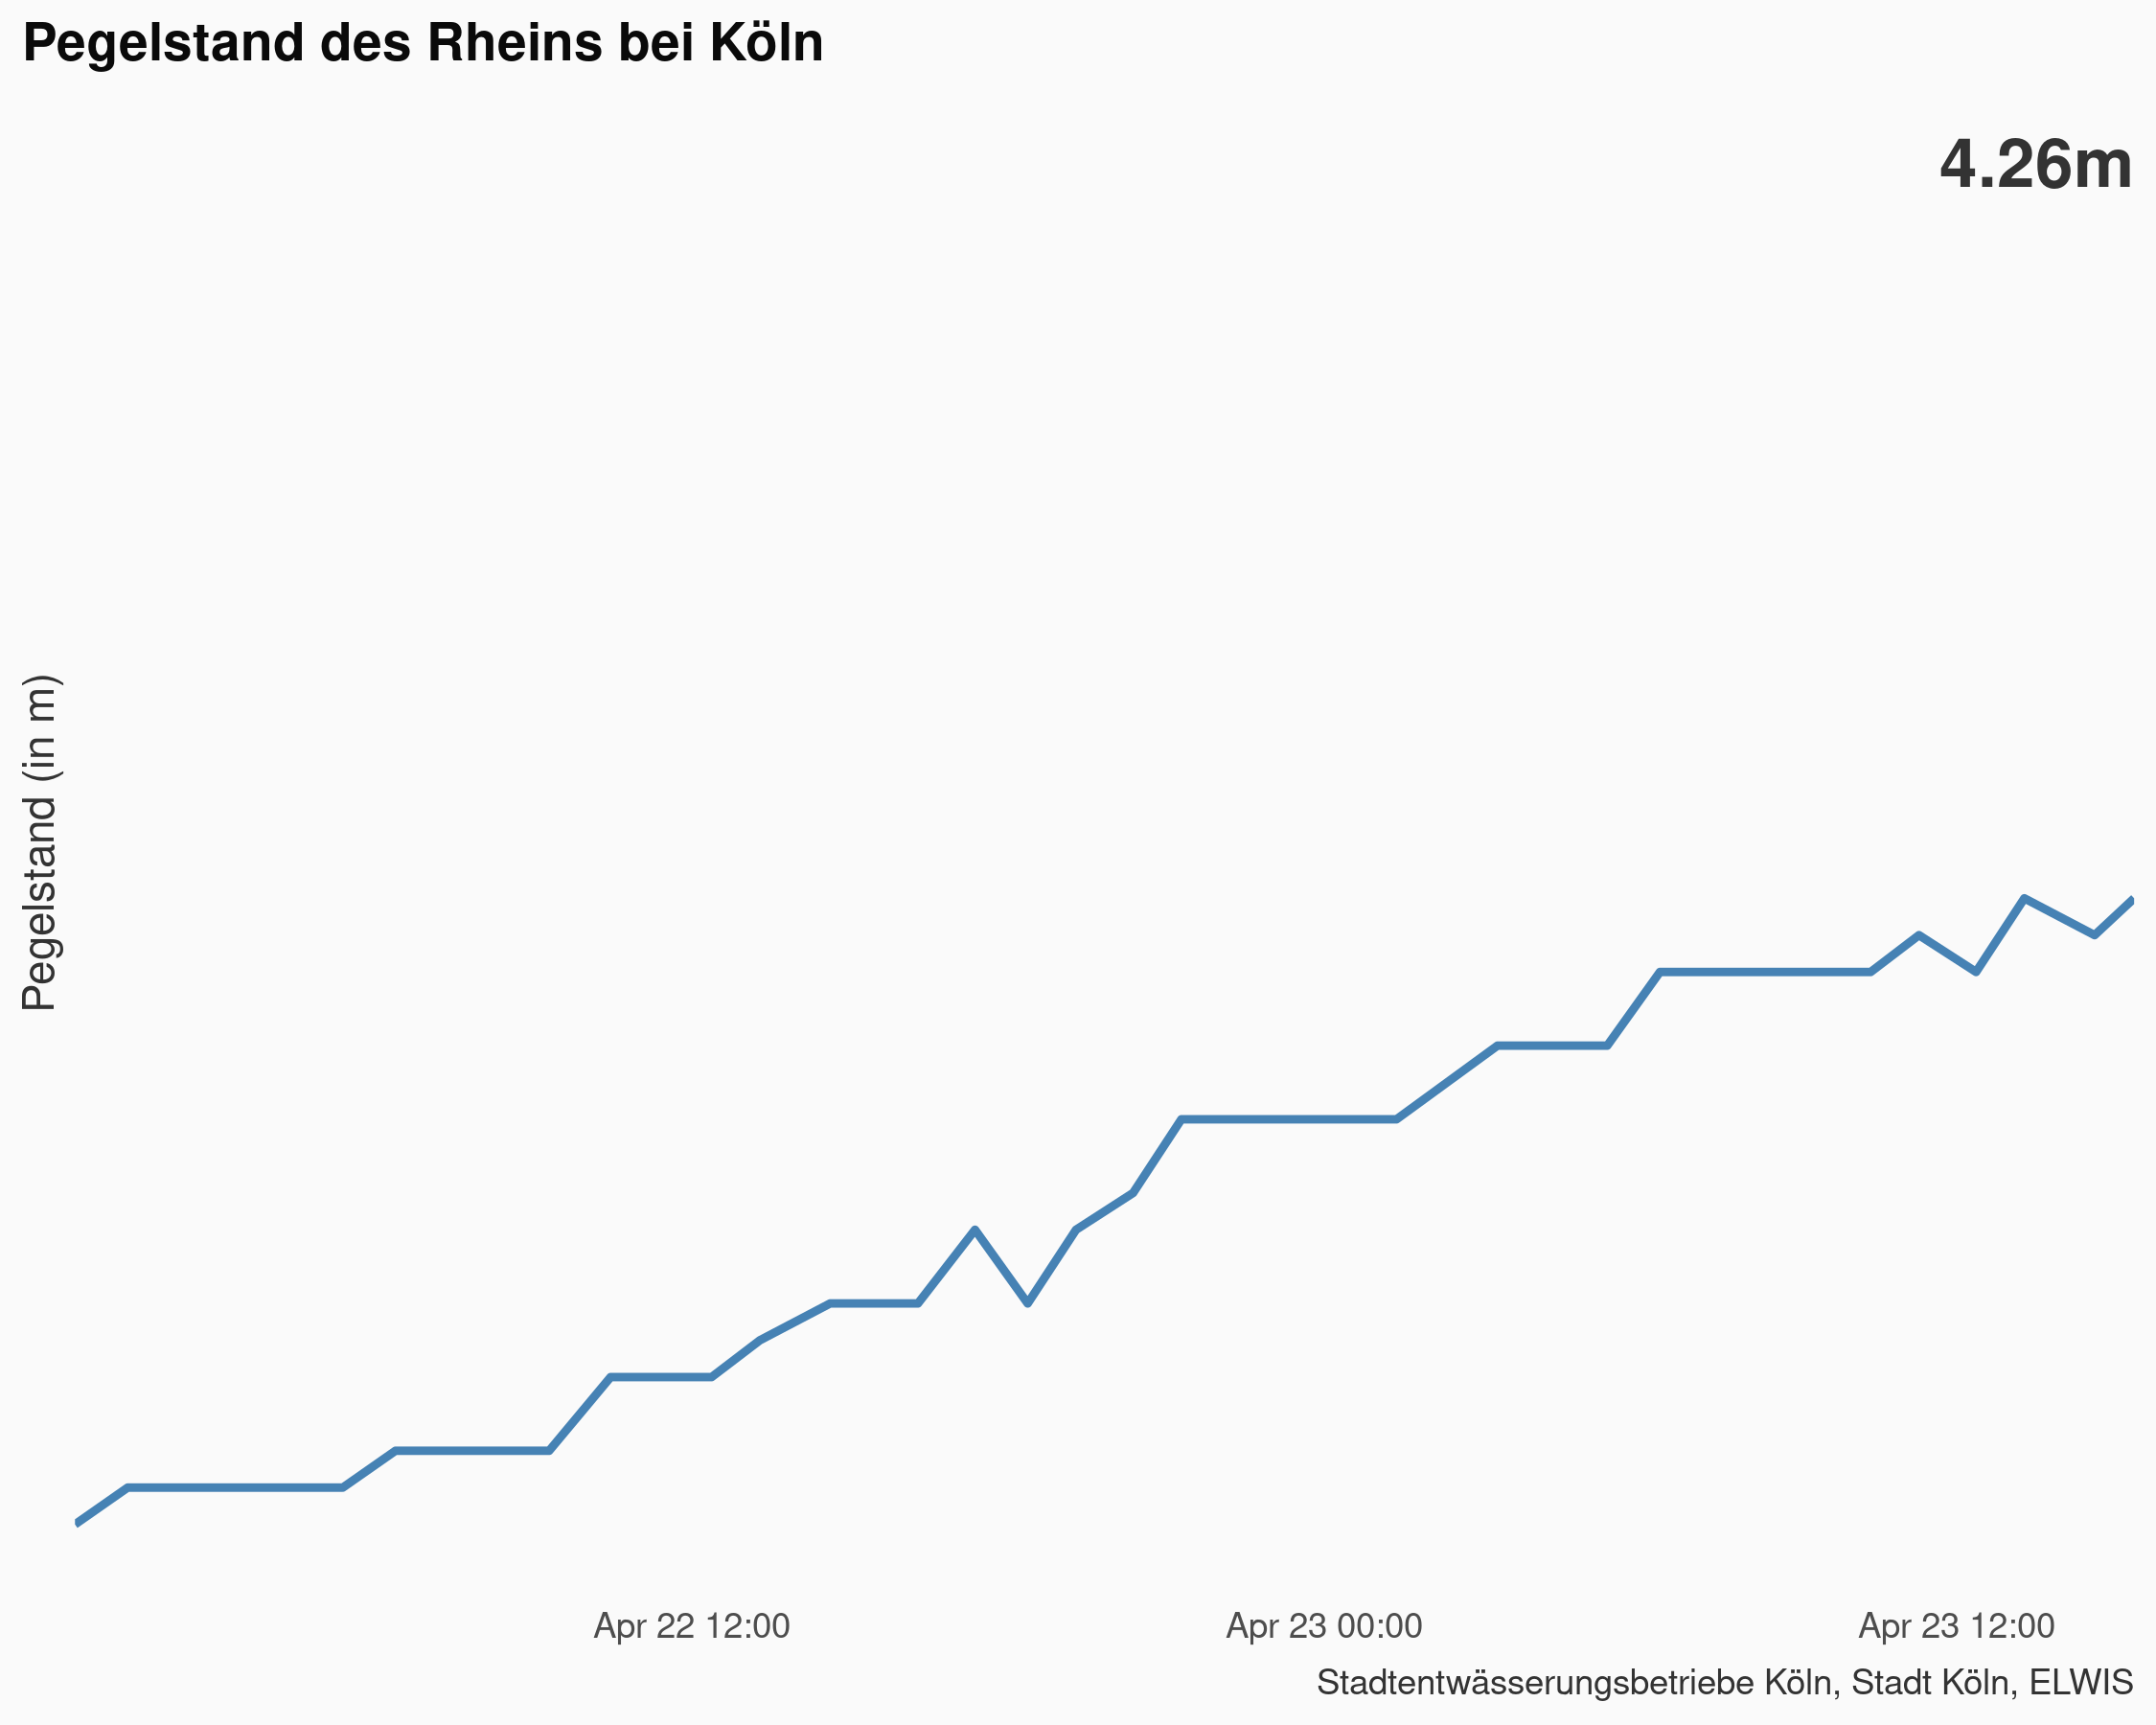 Pegelstand des Rheins bei Köln
4.26m
Pegelstand (in m)
Apr 22 12:00
Apr 23 00:00
Apr 23 12:00
Stadtentwässerungsbetriebe Köln, Stadt Köln, ELWIS